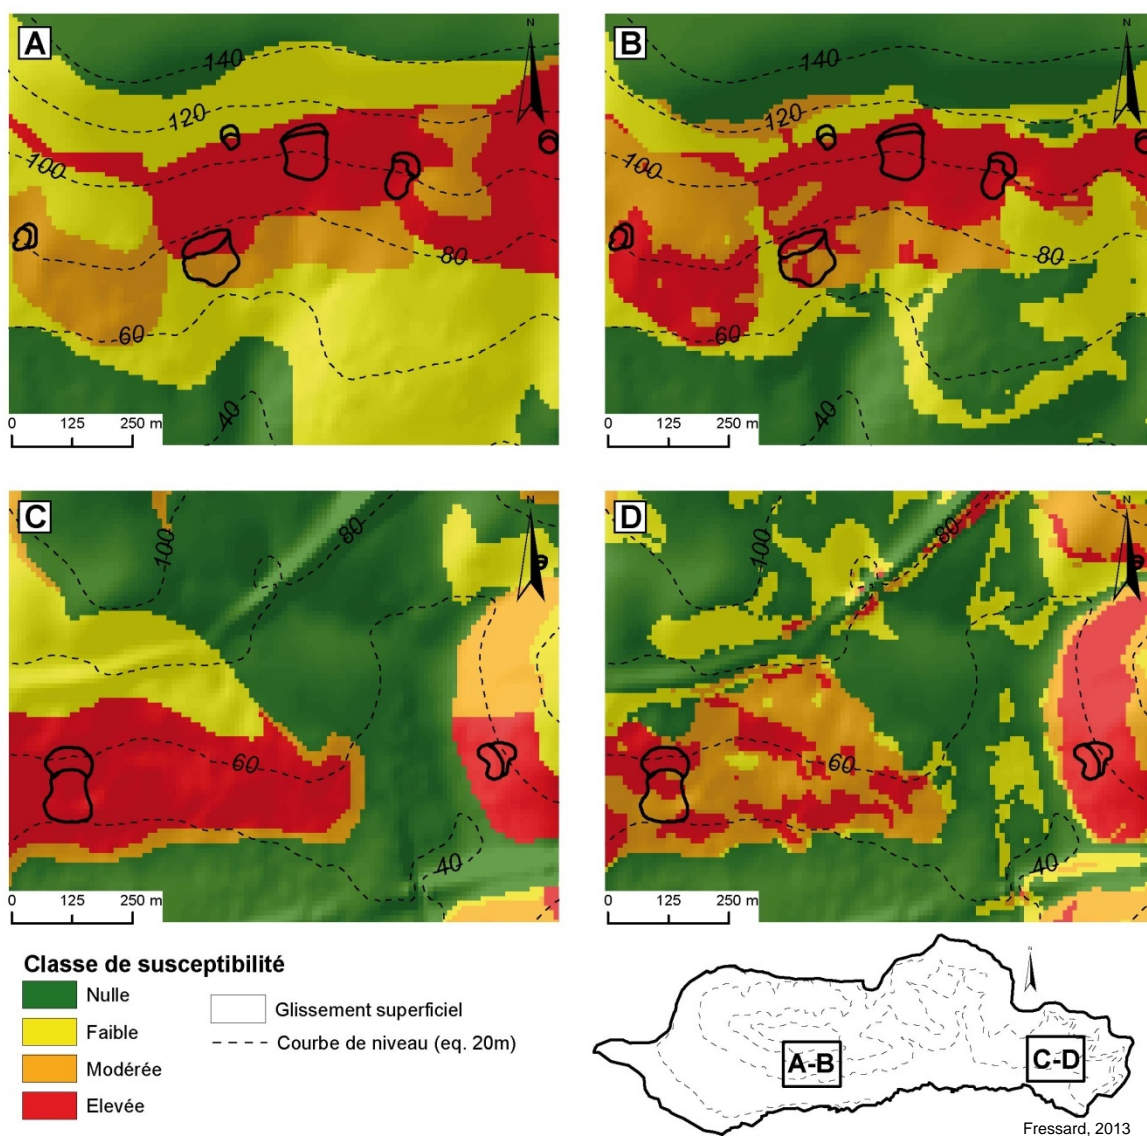 A
N
140
120
100
80
60
40
0 125 250 m
B
N
140
120
100
80
60
40
0 125 250 m
C
N
100
80
60
40
0 125 250 m
D
N
100
80
60
40
0 125 250 m
Classe de susceptibilité
Nulle
Faible
Modérée
Elevée
Glissement superficiel
Courbe de niveau (eq. 20m)
N
A-B
C-D
Fressard, 2013